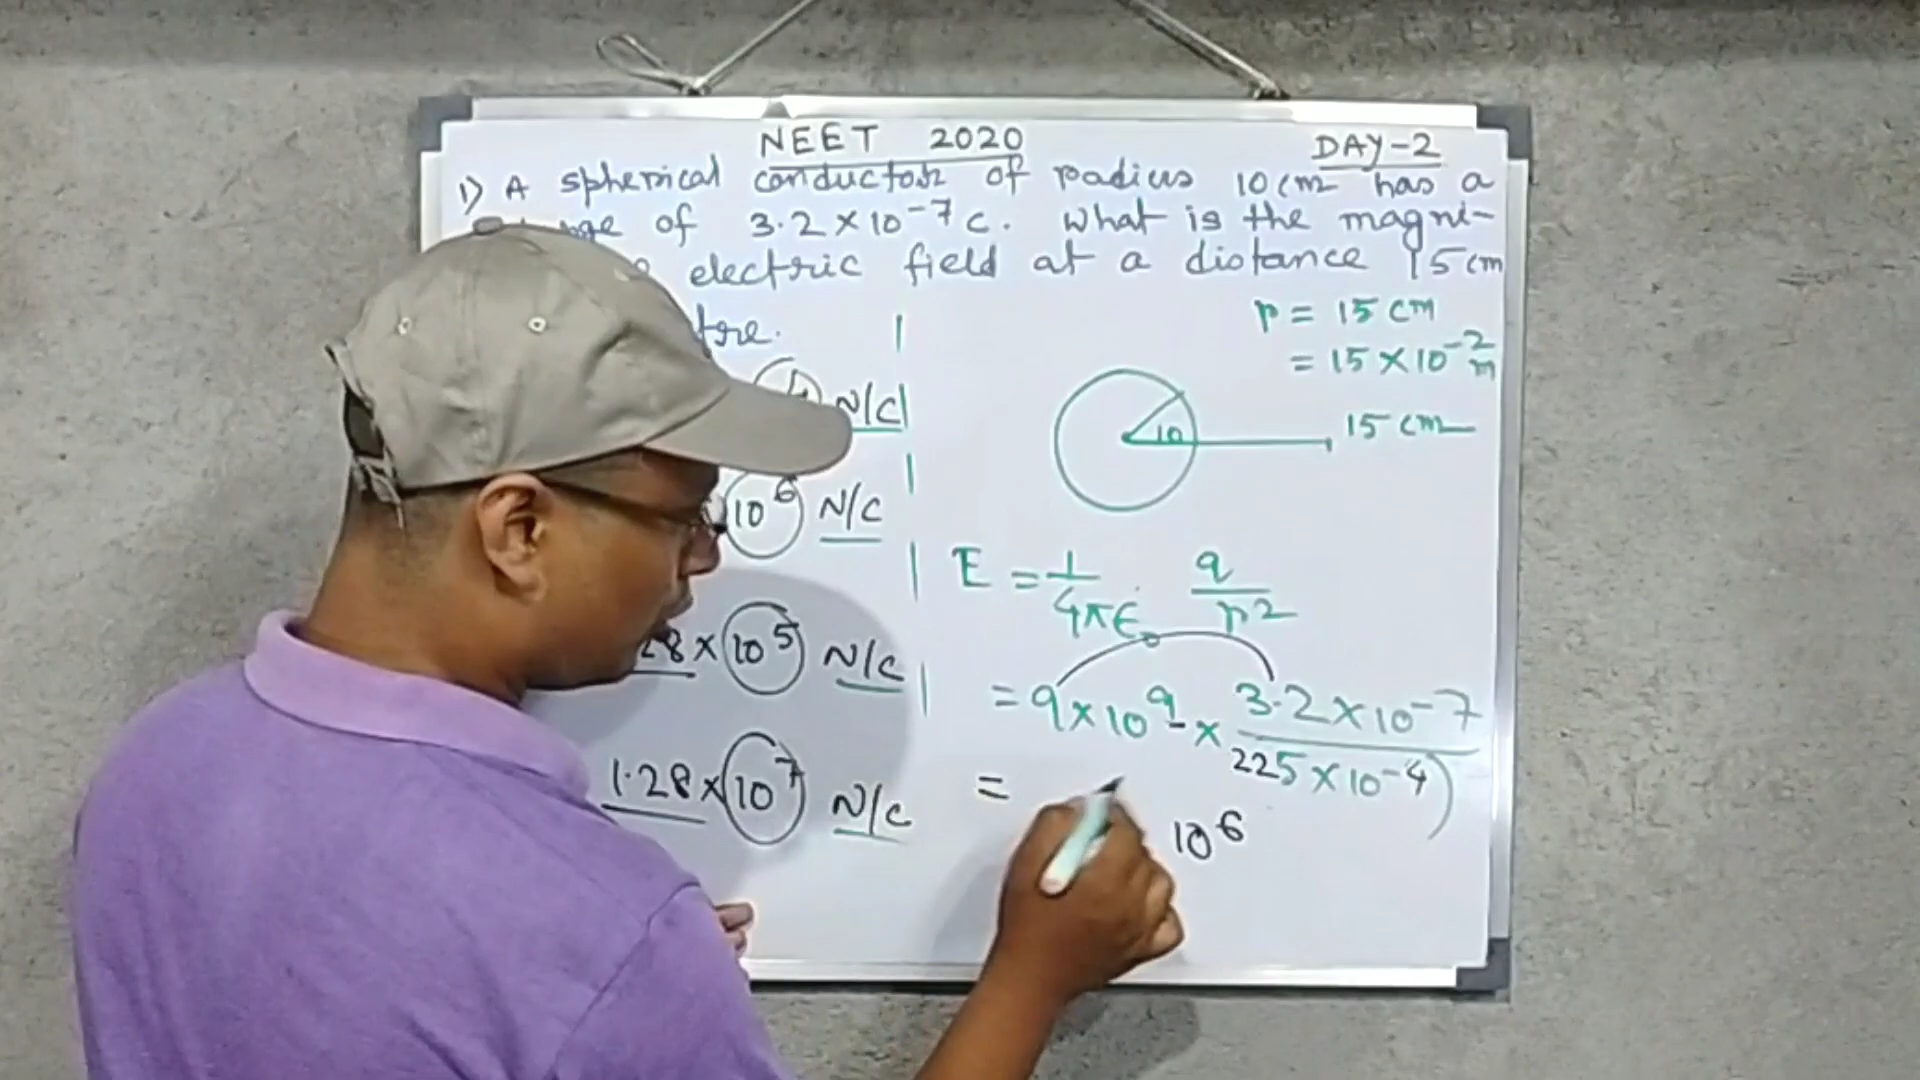 NEET 2020
DAY-2
1) A spherical conductor of radius 10 cm has a
of 3.2 × 10⁻⁷ C. What is the magni-
electric field at a distance 15 cm
r = 15 cm
= 15 × 10⁻² m
N/C
10
15 cm
10⁶ N/C
E = 1/4πε₀ q/r²
28 × 10⁵ N/C
= 9 × 10⁹ × 3.2 × 10⁻⁷ / 225 × 10⁻⁴)
1.28 × 10⁷ N/C
=
10⁶